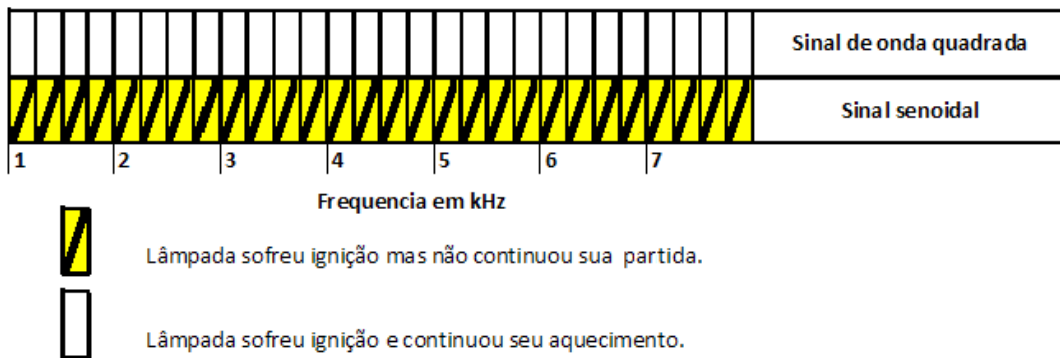 Sinal de onda quadrada
Sinal senoidal
1 2 3 4 5 6 7
Frequencia em kHz
Lâmpada sofreu ignição mas não continuou sua partida.
Lâmpada sofreu ignição e continuou seu aquecimento.